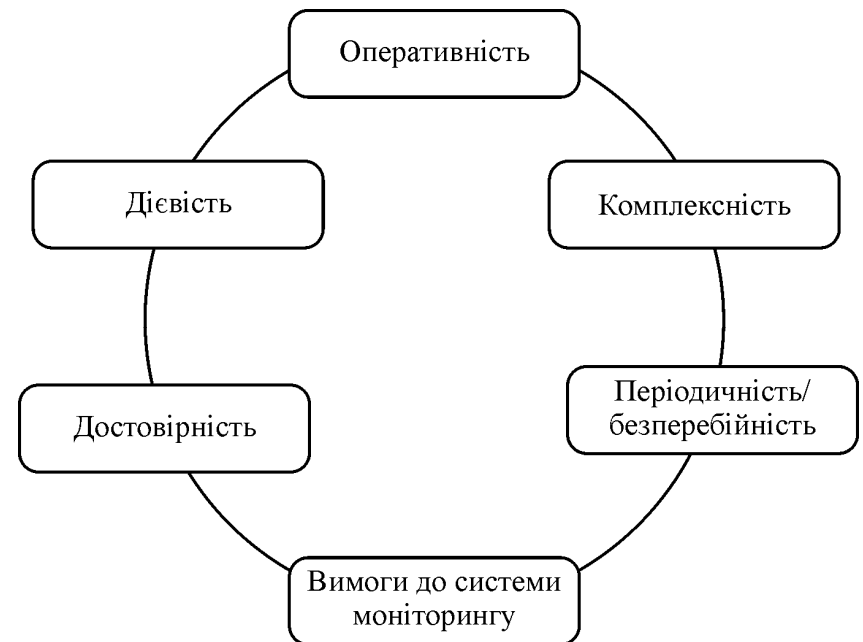 Оперативність
Дієвість
Комплексність
Достовірність
Періодичність/
безперебійність
Вимоги до системи
моніторингу